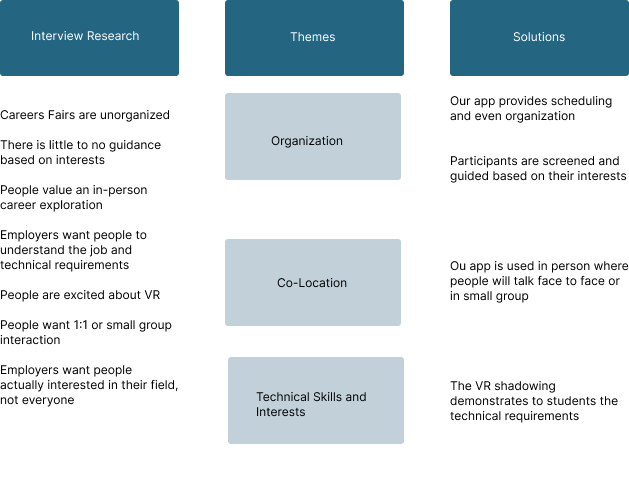 Interview Research
Themes
Solutions
Careers Fairs are unorganized
There is little to no guidance
based on interests
People value an in-person
career exploration
Employers want people to
understand the job and
technical requirements
People are excited about VR
People want 1:1 or small group
interaction
Employers want people
actually interested in their field,
not everyone
Organization
Co-Location
Technical Skills and
Interests
Our app provides scheduling
and even organization
Participants are screened and
guided based on their interests
Ou app is used in person where
people will talk face to face or
in small group
The VR shadowing
demonstrates to students the
technical requirements